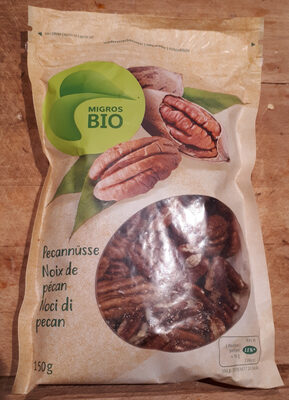 MIGROS
BIO
Pecannüsse
Noix de
pécan
Noci di
pecan
150g